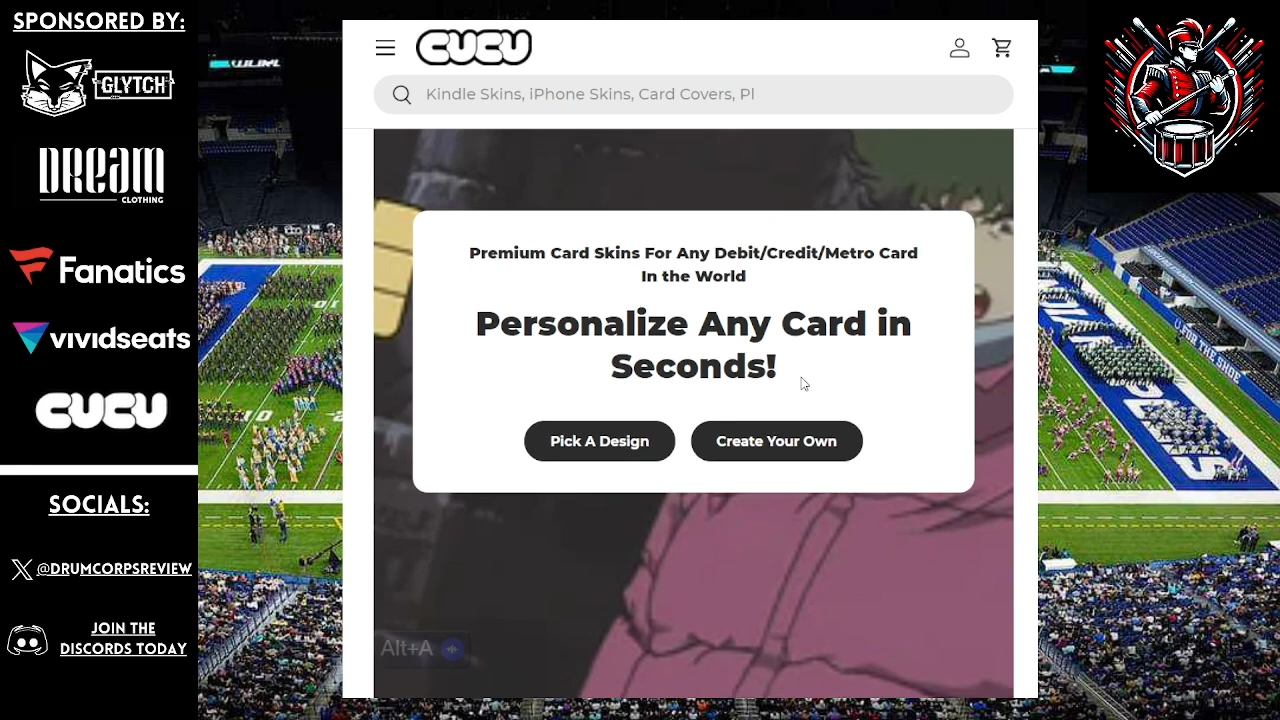 SPONSORED BY:
GLYTCH
DREAM
CLOTHING
Fanatics
vividseats
CUCU
SOCIALS:
@DRUMCORPSREVIEW
JOIN THE
DISCORDS TODAY
CUCU
Kindle Skins, iPhone Skins, Card Covers, Pl
Premium Card Skins For Any Debit/Credit/Metro Card
In the World
Personalize Any Card in
Seconds!
Pick A Design
Create Your Own
Alt+A